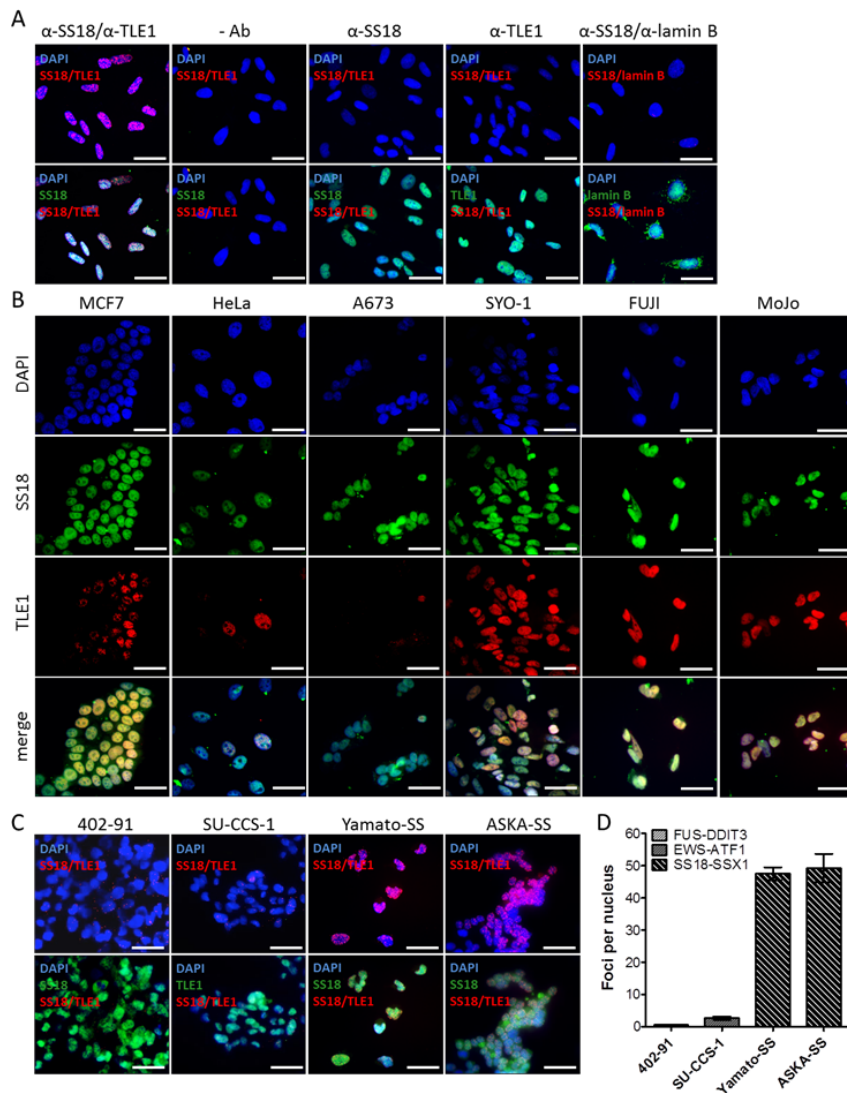 A
α-SS18/α-TLE1 - Ab α-SS18 α-TLE1 α-SS18/α-lamin B
DAPI DAPI DAPI DAPI DAPI
SS18/TLE1 SS18/TLE1 SS18/TLE1 SS18/TLE1 SS18/lamin B
DAPI DAPI DAPI DAPI DAPI
SS18 SS18 SS18 TLE1 lamin B
SS18/TLE1 SS18/TLE1 SS18/TLE1 SS18/TLE1 SS18/lamin B
B
MCF7 HeLa A673 SYO-1 FUJI MoJo
DAPI
SS18
TLE1
merge
C
402-91 SU-CCS-1 Yamato-SS ASKA-SS
DAPI DAPI DAPI DAPI
SS18/TLE1 SS18/TLE1 SS18/TLE1 SS18/TLE1
DAPI DAPI DAPI DAPI
SS18 TLE1 SS18 SS18
SS18/TLE1 SS18/TLE1 SS18/TLE1 SS18/TLE1
D
FUS-DDIT3
EWS-ATF1
SS18-SSX1
Foci per nucleus
60
50
40
30
20
10
0
402-91 SU-CCS-1 Yamato-SS ASKA-SS